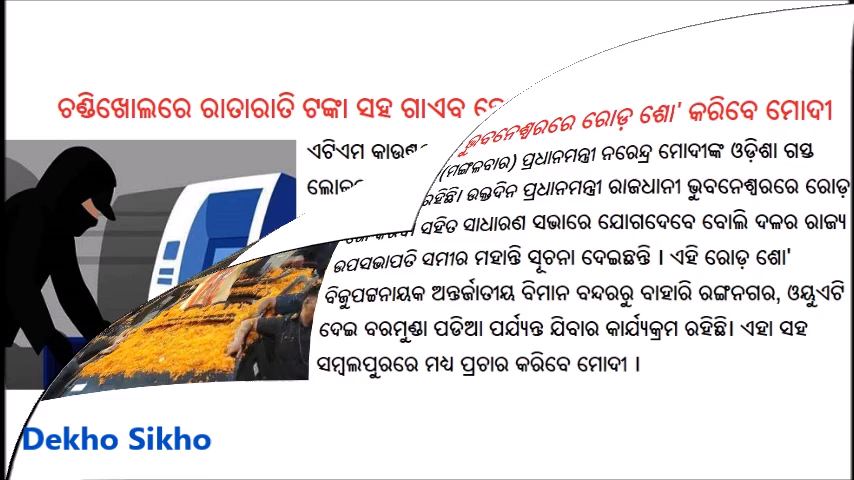 ଚଣ୍ଡିଖୋଲରେ ରାତାରାତି ଟଙ୍କା ସହ ଗାଏବ
ଭୁବନେଶ୍ୱରରେ ରୋଡ଼ ଶୋ' କରିବେ ମୋଦୀ
ଏଟିଏମ
(ମଙ୍ଗଳବାର) ପ୍ରଧାନମନ୍ତ୍ରୀ ନରେନ୍ଦ୍ର ମୋଦୀଙ୍କ ଓଡ଼ିଶା ଗସ୍ତ
ଉକ୍ତଦିନ ପ୍ରଧାନମନ୍ତ୍ରୀ ରାଜଧାନୀ ଭୁବନେଶ୍ୱରରେ ରୋଡ଼
ସହିତ ସାଧାରଣ ସଭାରେ ଯୋଗଦେବେ ବୋଲି ଦଳର ରାଜ୍ୟ
ଉପସଭାପତି ସମୀର ମହାନ୍ତି ସୂଚନା ଦେଇଛନ୍ତି । ଏହି ରୋଡ଼ ଶୋ'
ବିଜୁପଟ୍ଟନାୟକ ଅନ୍ତର୍ଜାତୀୟ ବିମାନ ବନ୍ଦରରୁ ବାହାରି ରଙ୍ଗନଗର, ଓୟୁଏଟି
ଦେଇ ବରମୁଣ୍ଡା ପଡିଆ ପର୍ଯ୍ୟନ୍ତ ଯିବାର କାର୍ଯ୍ୟକ୍ରମ ରହିଛି। ଏହା ସହ
ସମ୍ବଲପୁରରେ ମଧ୍ୟ ପ୍ରଚାର କରିବେ ମୋଦୀ ।
Dekho Sikho